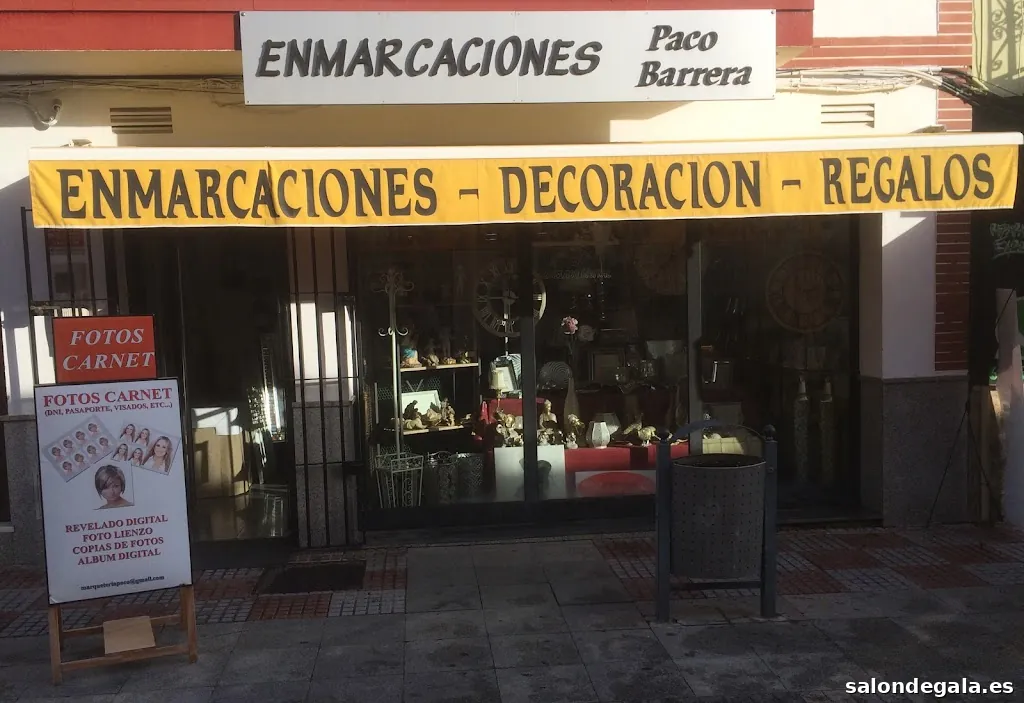 ENMARCACIONES Paco Barrera
ENMARCACIONES - DECORACION - REGALOS
FOTOS
CARNET
FOTOS CARNET
(DNI, PASAPORTE, VISADOS, ETC...)
REVELADO DIGITAL
FOTO LIENZO
COPIAS DE FOTOS
ALBUM DIGITAL
salondegala.es